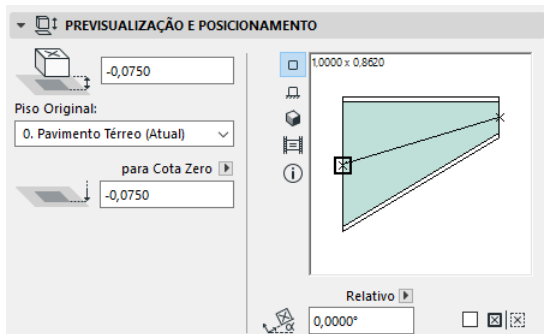 PREVISUALIZAÇÃO E POSICIONAMENTO
-0,0750
Piso Original:
0. Pavimento Térreo (Atual)
para Cota Zero
-0,0750
1,0000 x 0,8620
Relativo
α
0,0000°